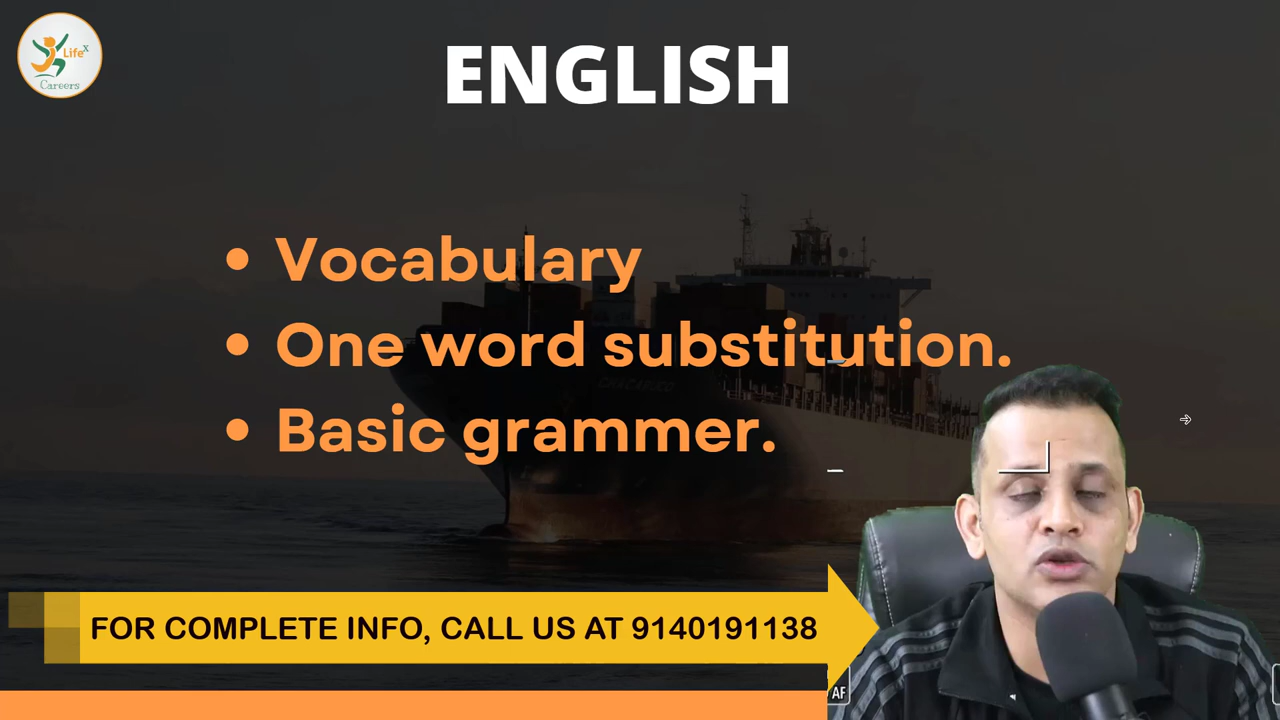 Life x
Careers
ENGLISH
• Vocabulary
• One word substitution.
• Basic grammer.
FOR COMPLETE INFO, CALL US AT 9140191138
AF